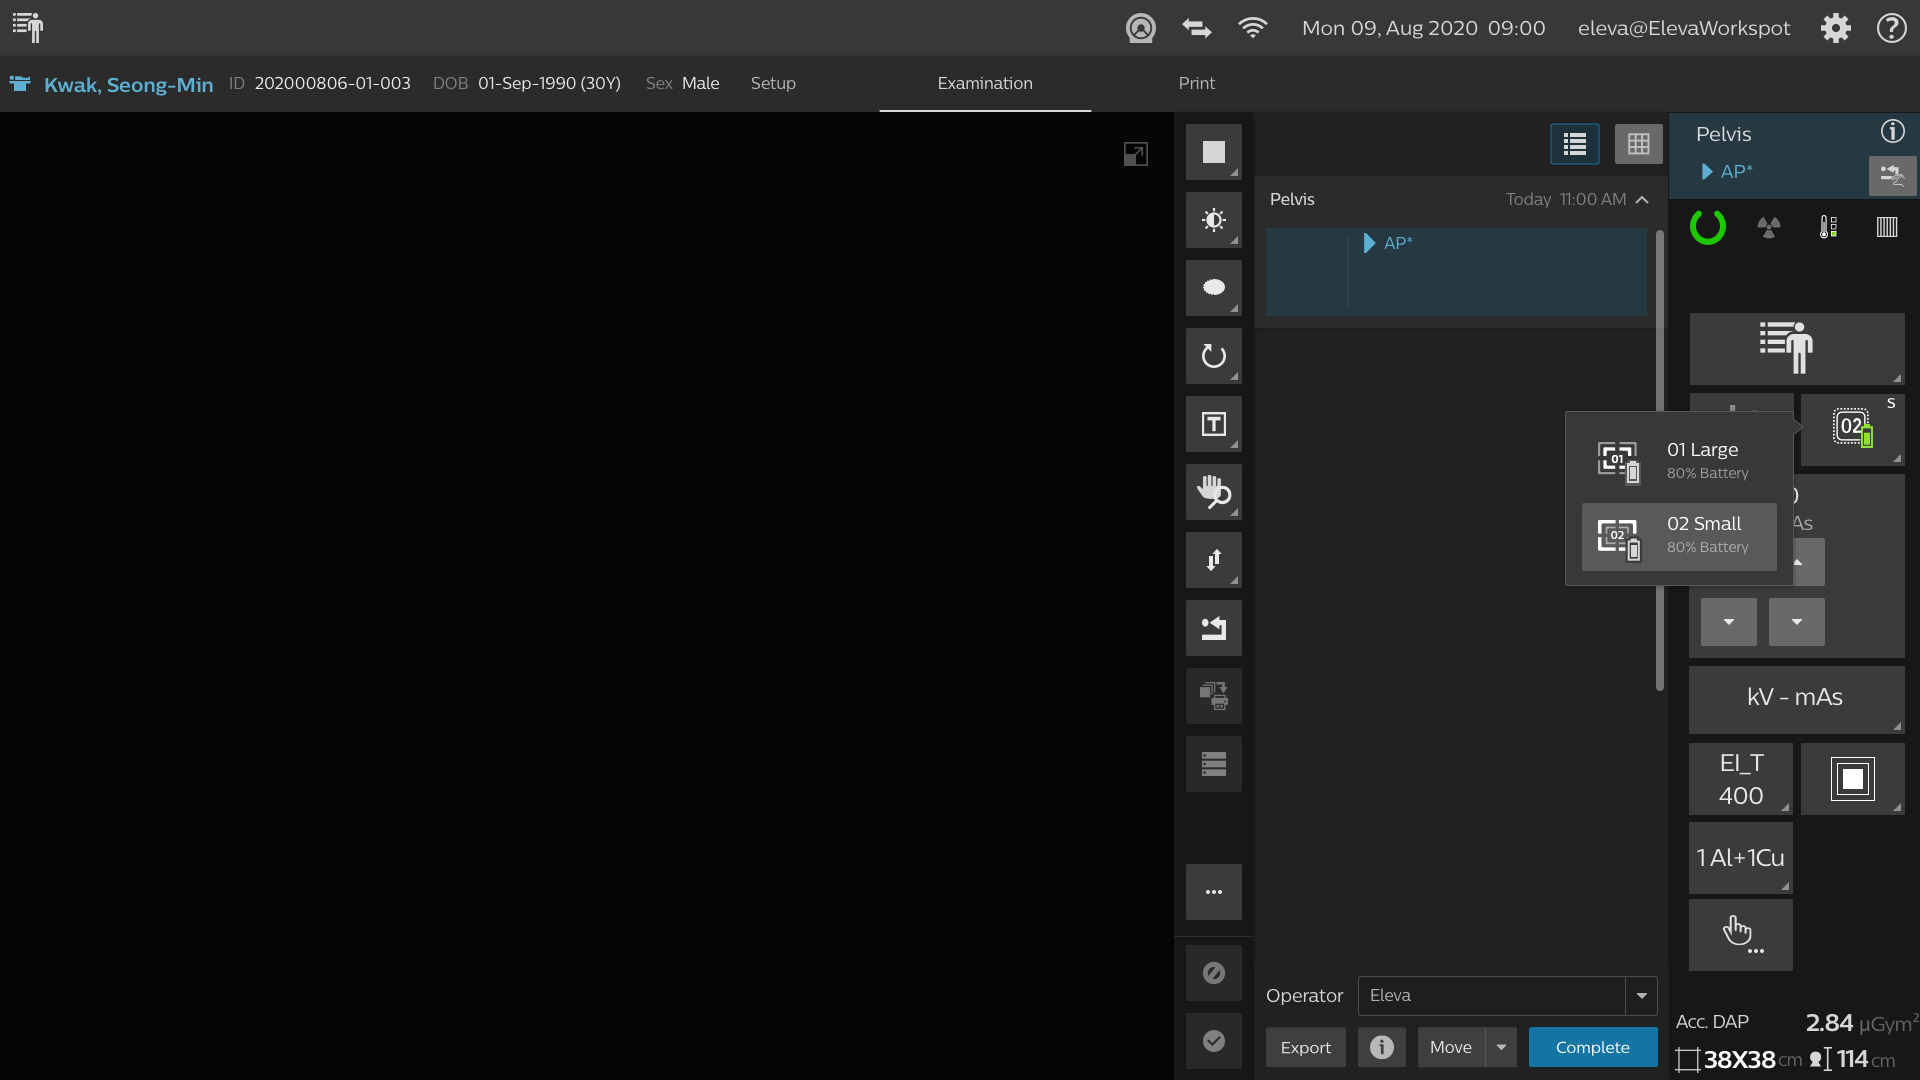 Mon 09, Aug 2020 09:00 eleva@ElevaWorkspot
Kwak, Seong-Min ID 202000806-01-003 DOB 01-Sep-1990 (30Y) Sex Male Setup Examination Print
Pelvis
AP*
Pelvis Today 11:00 AM
AP*
S
02
01 01 Large
80% Battery
02 02 Small
80% Battery
As
kV - mAs
EI_T
400
1 Al+1Cu
T
Operator Eleva
Export Move Complete
Acc. DAP 2.84 µGym²
38X38 cm 114 cm